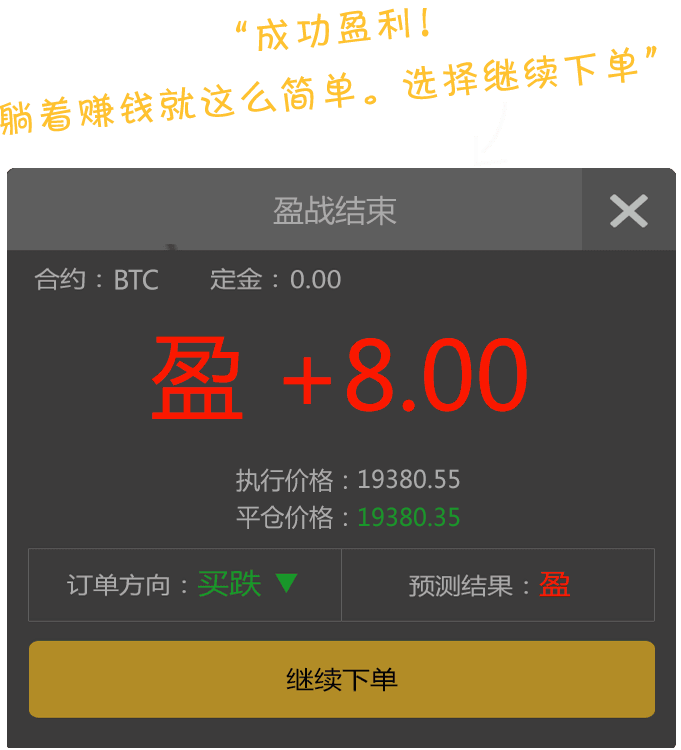 “成功盈利！
躺着赚钱就这么简单。选择继续下单”
盈战结束
合约：BTC 定金：0.00
盈 +8.00
执行价格：19380.55
平仓价格：19380.35
订单方向：买跌 ▼ 预测结果：盈
继续下单